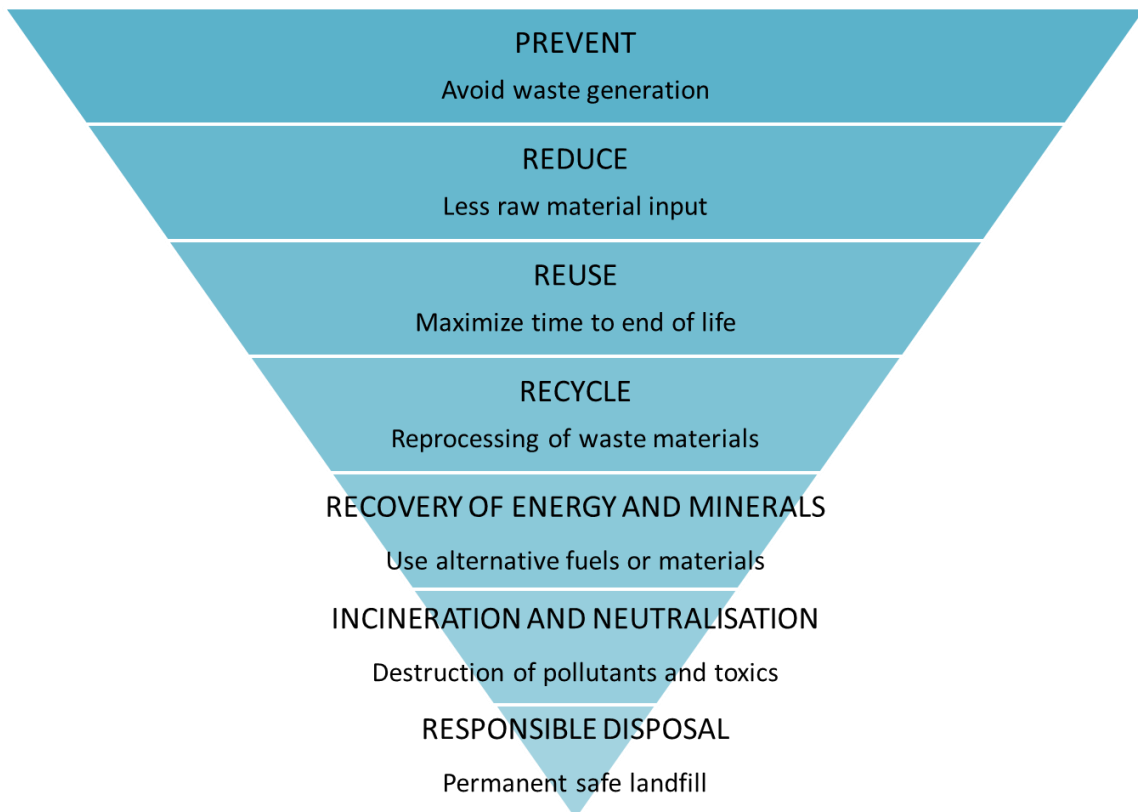 PREVENT
Avoid waste generation
REDUCE
Less raw material input
REUSE
Maximize time to end of life
RECYCLE
Reprocessing of waste materials
RECOVERY OF ENERGY AND MINERALS
Use alternative fuels or materials
INCINERATION AND NEUTRALISATION
Destruction of pollutants and toxics
RESPONSIBLE DISPOSAL
Permanent safe landfill